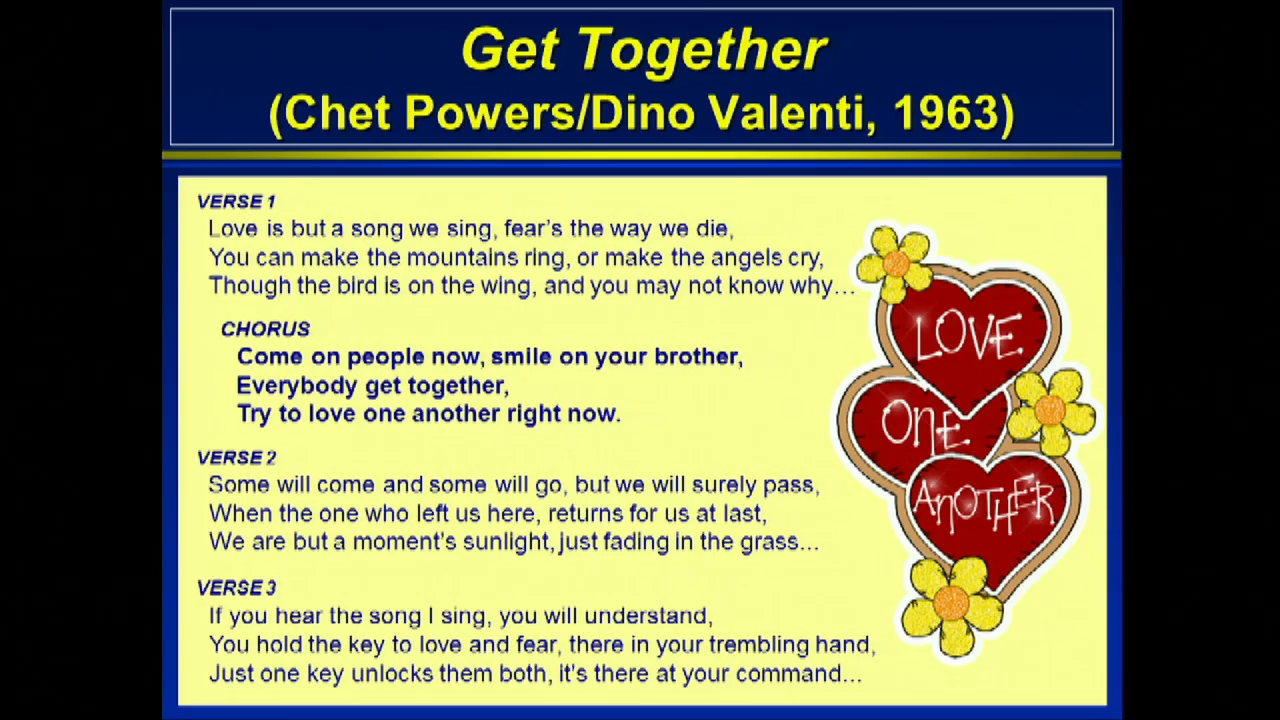 Get Together
(Chet Powers/Dino Valenti, 1963)
VERSE 1
Love is but a song we sing, fear's the way we die,
You can make the mountains ring, or make the angels cry,
Though the bird is on the wing, and you may not know why...
CHORUS
Come on people now, smile on your brother,
Everybody get together,
Try to love one another right now.
VERSE 2
Some will come and some will go, but we will surely pass,
When the one who left us here, returns for us at last,
We are but a moment's sunlight, just fading in the grass...
VERSE 3
If you hear the song I sing, you will understand,
You hold the key to love and fear, there in your trembling hand,
Just one key unlocks them both, it's there at your command...
LOVE
ONE
ANOTHER